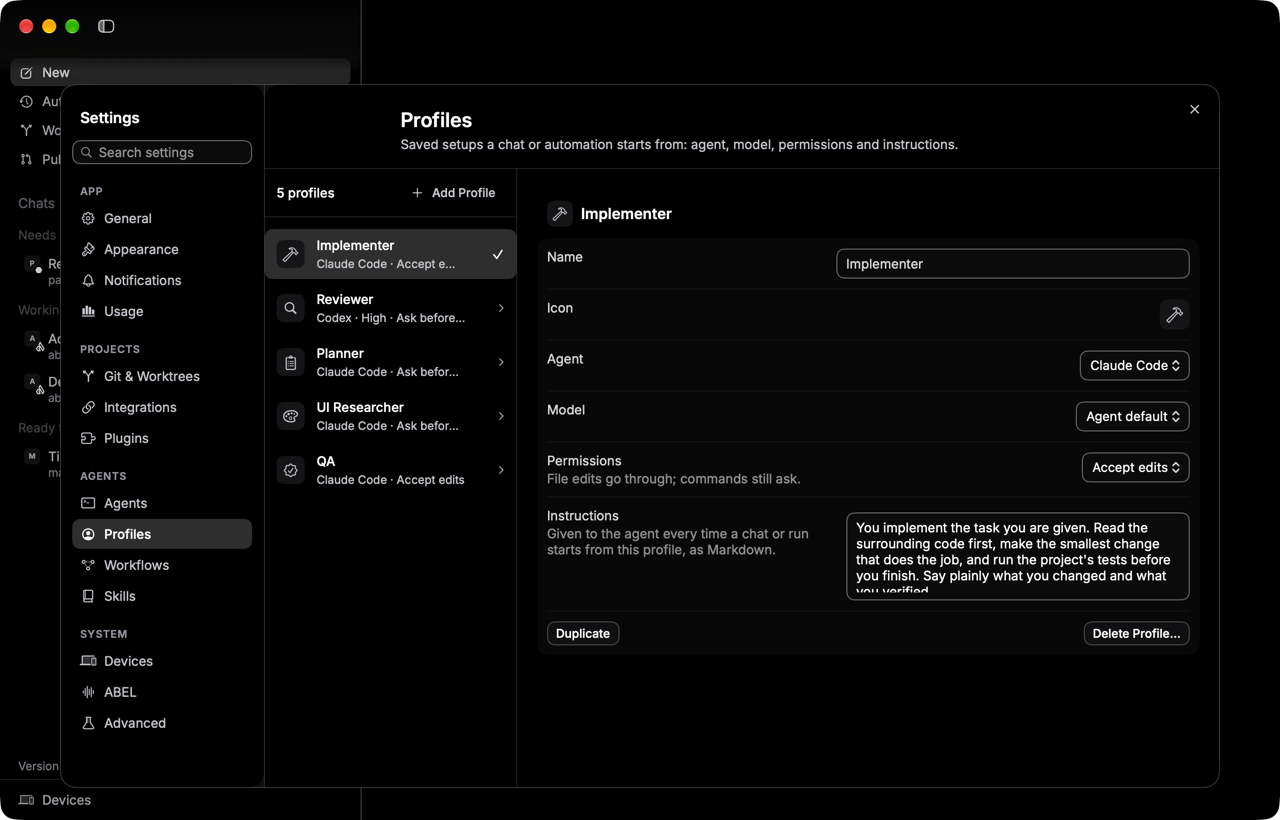 New
Settings
Search settings
APP
General
Appearance
Notifications
Usage
PROJECTS
Git & Worktrees
Integrations
Plugins
AGENTS
Agents
Profiles
Workflows
Skills
SYSTEM
Devices
ABEL
Advanced
Chats
Needs
Version
Devices
Profiles
Saved setups a chat or automation starts from: agent, model, permissions and instructions.
5 profiles
Add Profile
Implementer
Claude Code · Accept e...
Reviewer
Codex · High · Ask before...
Planner
Claude Code · Ask befor...
UI Researcher
Claude Code · Ask befor...
QA
Claude Code · Accept edits
Implementer
Name
Implementer
Icon
Agent
Claude Code
Model
Agent default
Permissions
File edits go through; commands still ask.
Accept edits
Instructions
Given to the agent every time a chat or run
starts from this profile, as Markdown.
You implement the task you are given. Read the
surrounding code first, make the smallest change
that does the job, and run the project's tests before
you finish. Say plainly what you changed and what
you verified
Duplicate
Delete Profile...